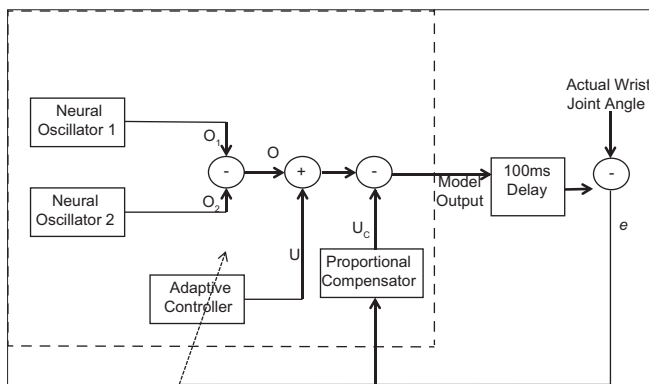 Actual Wrist
Joint Angle
Neural
Oscillator 1
O1
O
-
+
-
100ms
Delay
-
Model
Output
Neural
Oscillator 2
O2
U
UC
e
Adaptive
Controller
Proportional
Compensator